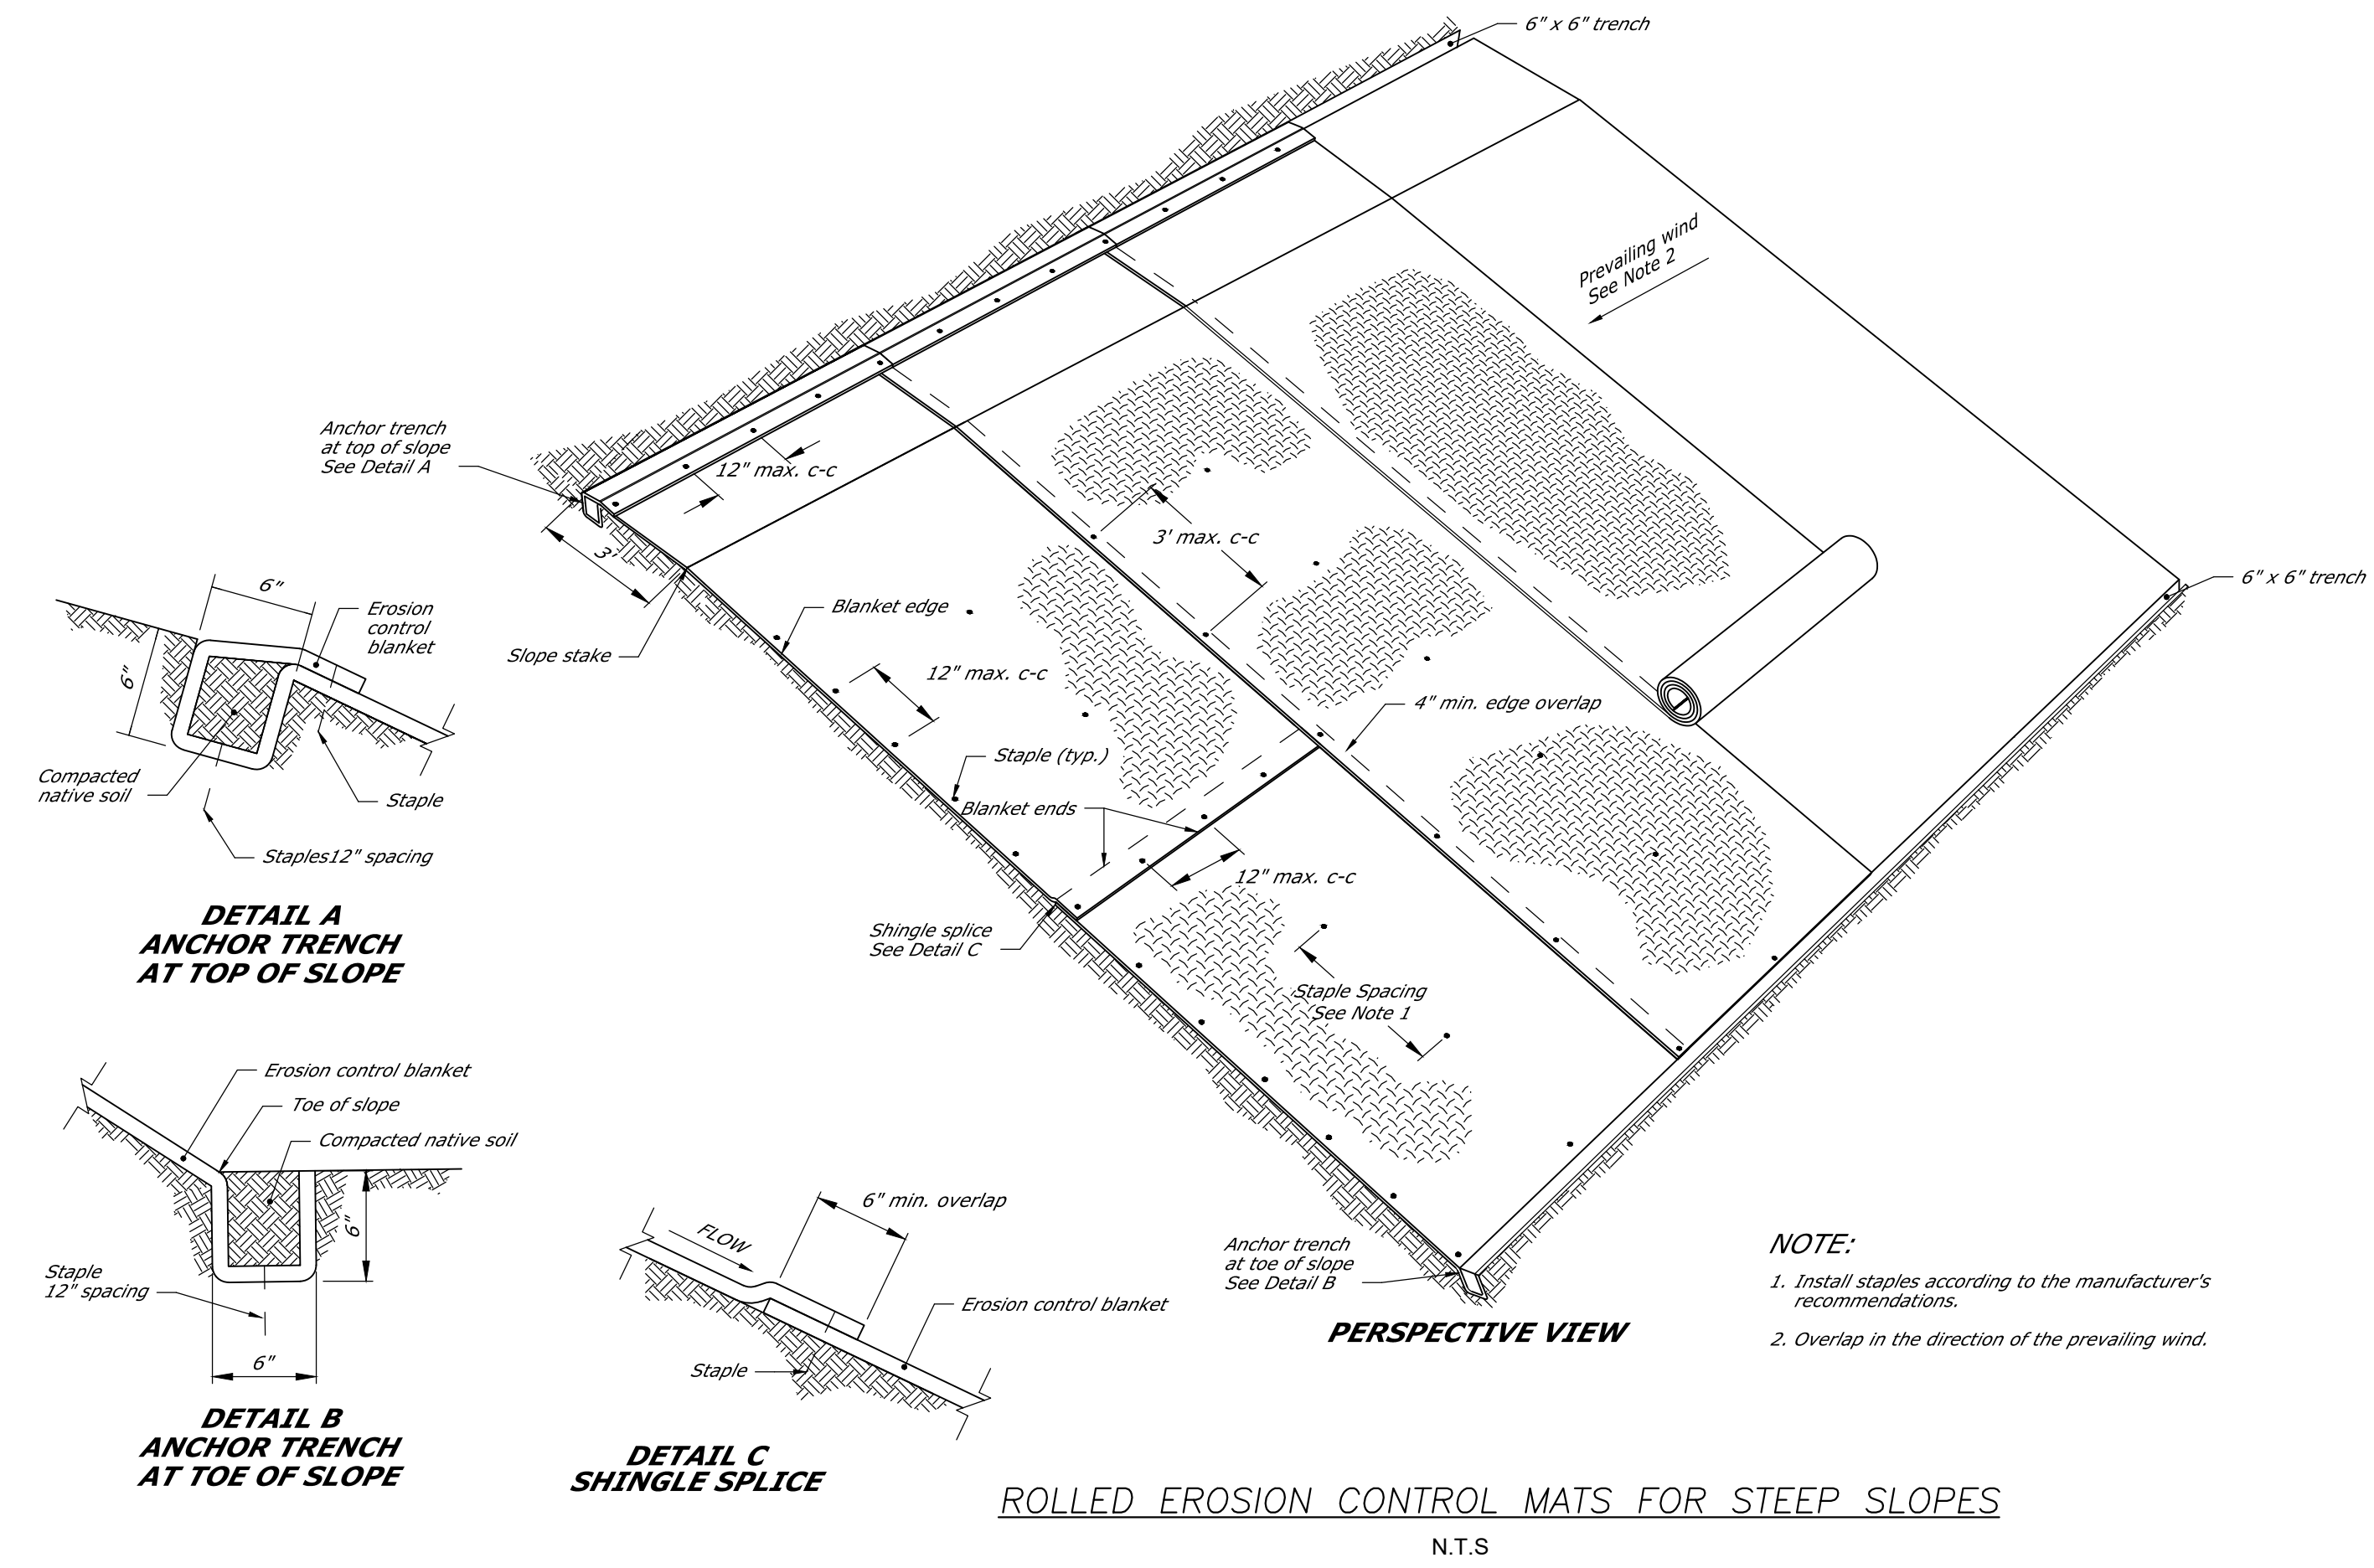 6" x 6" trench
Prevailing wind
See Note 2
Anchor trench
at top of slope
See Detail A
12" max. c-c
3'
3' max. c-c
6" x 6" trench
Blanket edge
Slope stake
12" max. c-c
4" min. edge overlap
Staple (typ.)
Blanket ends
12" max. c-c
Shingle splice
See Detail C
Staple Spacing
See Note 1
Anchor trench
at toe of slope
See Detail B
PERSPECTIVE VIEW
6"
6"
Erosion
control
blanket
Compacted
native soil
Staple
Staples12" spacing
DETAIL A
ANCHOR TRENCH
AT TOP OF SLOPE
Erosion control blanket
Toe of slope
Compacted native soil
6"
Staple
12" spacing
6"
DETAIL B
ANCHOR TRENCH
AT TOE OF SLOPE
6" min. overlap
FLOW
Erosion control blanket
Staple
DETAIL C
SHINGLE SPLICE
NOTE:
1. Install staples according to the manufacturer's
recommendations.
2. Overlap in the direction of the prevailing wind.
ROLLED EROSION CONTROL MATS FOR STEEP SLOPES
N.T.S